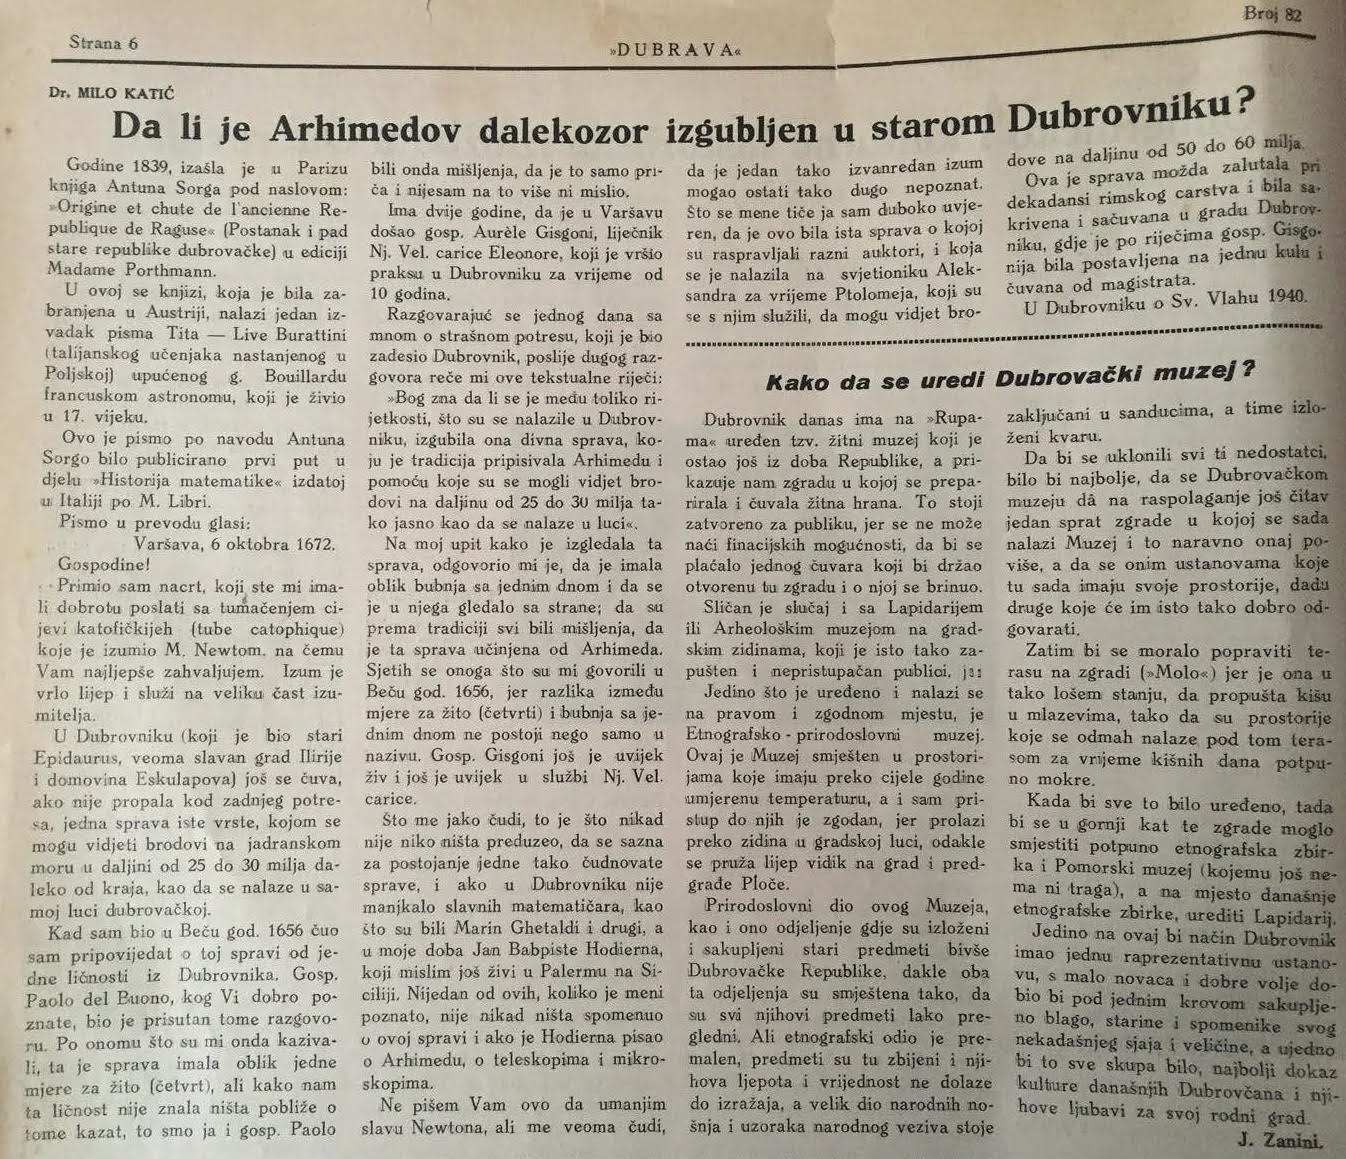 Strana 6
»DUBRAVA«
Broj 82
Dr. MILO KATIĆ
Da li je Arhimedov dalekozor izgubljen u starom Dubrovniku?
Godine 1839, izašla je u Parizu
knjiga Antuna Sorga pod naslovom:
»Origine et chute de l'ancienne Re-
publique de Raguse« (Postanak i pad
stare republike dubrovačke) u ediciji
Madame Porthmann.
U ovoj se knjizi, koja je bila za-
branjena u Austriji, nalazi jedan iz-
vadak pisma Tita — Live Burattini
(talijanskog učenjaka nastanjenog u
Poljskoj) upućenog g. Bouillardu
francuskom astronomu, koji je živio
u 17. vijeku.
Ovo je pismo po navodu Antuna
Sorgo bilo publicirano prvi put u
djelu »Historija matematike« izdatoj
u Italiji po M. Libri.
Pismo u prevodu glasi:
Varšava, 6 oktobra 1672.
Gospodine!
Primio sam nacrt, koji ste mi ima-
li dobrotu poslati sa tumačenjem ci-
jevi katofičkijeh (tube catophique)
koje je izumio M. Newtom. na čemu
Vam najljepše zahvaljujem. Izum je
vrlo lijep i služi na veliku čast izu-
mitelja.
U Dubrovniku (koji je bio stari
Epidaurus, veoma slavan grad Ilirije
i domovina Eskulapova) još se čuva,
ako nije propala kod zadnjeg potre-
sa, jedna sprava iste vrste, kojom se
mogu vidjeti brodovi na jadranskom
moru u daljini od 25 do 30 milja da-
leko od kraja, kao da se nalaze u sa-
moj luci dubrovačkoj.
Kad sam bio u Beču god. 1656 čuo
sam pripovijedat o toj spravi od je-
dne ličnosti iz Dubrovnika. Gosp.
Paolo del Buono, kog Vi dobro po-
znate, bio je prisutan tome razgovo-
ru. Po onomu što su mi onda kaziva-
li, ta je sprava imala oblik jedne
mjere za žito (četvrt), ali kako nam
ta ličnost nije znala ništa pobliže o
tome kazat, to smo ja i gosp. Paolo
bili onda mišljenja, da je to samo pri-
ča i nijesam na to više ni mislio.
Ima dvije godine, da je u Varšavu
došao gosp. Aurèle Gisgoni, liječnik
Nj. Vel. carice Eleonore, koji je vršio
praksu u Dubrovniku za vrijeme od
10 godina.
Razgovarajuć se jednog dana sa
mnom o strašnom potresu, koji je bio
zadesio Dubrovnik, poslije dugog raz-
govora reče mi ove tekstualne riječi:
»Bog zna da li se je među toliko ri-
jetkosti, što su se nalazile u Dubrov-
niku, izgubila ona divna sprava, ko-
ju je tradicija pripisivala Arhimedu i
pomoću koje su se mogli vidjet bro-
dovi na daljinu od 25 do 30 milja ta-
ko jasno kao da se nalaze u luci«.
Na moj upit kako je izgledala ta
sprava, odgovorio mi je, da je imala
oblik bubnja sa jednim dnom i da se
je u njega gledalo sa strane; da su
prema tradiciji svi bili mišljenja, da
je ta sprava učinjena od Arhimeda.
Sjetih se onoga što su mi govorili u
Beču god. 1656, jer razlika između
mjere za žito (četvrti) i bubnja sa je-
dnim dnom ne postoji nego samo u
nazivu. Gosp. Gisgoni još je uvijek
živ i još je uvijek u službi Nj. Vel.
carice.
Što me jako čudi, to je što nikad
nije niko ništa preduzeo, da se sazna
za postojanje jedne tako čudnovate
sprave, i ako u Dubrovniku nije
manjkalo slavnih matematičara, kao
što su bili Marin Ghetaldi i drugi, a
u moje doba Jan Babpiste Hodierna,
koji mislim još živi u Palermu na Si-
ciliji. Nijedan od ovih, koliko je meni
poznato, nije nikad ništa spomenuo
o ovoj spravi i ako je Hodierna pisao
o Arhimedu, o teleskopima i mikro-
skopima.
Ne pišem Vam ovo da umanjim
slavu Newtona, ali me veoma čudi,
da je jedan tako izvanredan izum
mogao ostati tako dugo nepoznat.
Što se mene tiče ja sam duboko uvje-
ren, da je ovo bila ista sprava o kojoj
su raspravljali razni auktori, i koja
se je nalazila na svjetioniku Alek-
sandra za vrijeme Ptolomeja, koji su
se s njim služili, da mogu vidjet bro-
dove na daljinu od 50 do 60 milja.
Ova je sprava možda zalutala pri
dekadansi rimskog carstva i bila sa-
krivena i sačuvana u gradu Dubrov-
niku, gdje je po riječima gosp. Gisgo-
nija bila postavljena na jednu kulu i
čuvana od magistrata.
U Dubrovniku o Sv. Vlahu 1940.
Kako da se uredi Dubrovački muzej?
Dubrovnik danas ima na »Rupa-
ma« uređen tzv. žitni muzej koji je
ostao još iz doba Republike, a pri-
kazuje nam zgradu u kojoj se prepa-
rirala i čuvala žitna hrana. To stoji
zatvoreno za publiku, jer se ne može
naći finacijskih mogućnosti, da bi se
plaćalo jednog čuvara koji bi držao
otvorenu tu zgradu i o njoj se brinuo.
Sličan je slučaj i sa Lapidarijem
ili Arheološkim muzejom na grad-
skim zidinama, koji je isto tako za-
pušten i nepristupačan publici,
Jedino što je uređeno i nalazi se
na pravom i zgodnom mjestu, je
Etnografsko - prirodoslovni muzej.
Ovaj je Muzej smješten u prostori-
jama koje imaju preko cijele godine
umjerenu temperaturu, a i sam pri-
stup do njih je zgodan, jer prolazi
preko zidina u gradskoj luci, odakle
se pruža lijep vidik na grad i pred-
građe Ploče.
Prirodoslovni dio ovog Muzeja,
kao i ono odjeljenje gdje su izloženi
i sakupljeni stari predmeti bivše
Dubrovačke Republike, dakle oba
ta odjeljenja su smještena tako, da
su svi njihovi predmeti lako pre-
gledni. Ali etnografski odio je pre-
malen, predmeti su tu zbijeni i nji-
hova ljepota i vrijednost ne dolaze
do izražaja, a velik dio narodnih no-
šnja i uzoraka narodnog veziva stoje
zaključani u sanducima, a time izlo-
ženi kvaru.
Da bi se uklonili svi ti nedostatci,
bilo bi najbolje, da se Dubrovačkom
muzeju dâ na raspolaganje još čitav
jedan sprat zgrade u kojoj se sada
nalazi Muzej i to naravno onaj po-
više, a da se onim ustanovama koje
tu sada imaju svoje prostorije, dadu
druge koje će im isto tako dobro od-
govarati.
Zatim bi se moralo popraviti te-
rasu na zgradi (»Molo«) jer je ona u
tako lošem stanju, da propušta kišu
u mlazevima, tako da su prostorije
koje se odmah nalaze pod tom tera-
som za vrijeme kišnih dana potpu-
no mokre.
Kada bi sve to bilo uređeno, tada
bi se u gornji kat te zgrade moglo
smjestiti potpuno etnografska zbir-
ka i Pomorski muzej (kojemu još ne-
ma ni traga), a na mjesto današnje
etnografske zbirke, urediti Lapidarij.
Jedino na ovaj bi način Dubrovnik
imao jednu raprezentativnu ustano-
vu, s malo novaca i dobre volje do-
bio bi pod jednim krovom sakuplje-
no blago, starine i spomenike svog
nekadašnjeg sjaja i veličine, a ujedno
bi to sve skupa bilo, najbolji dokaz
kulture današnjih Dubrovčana i nji-
hove ljubavi za svoj rodni grad.
J. Zanini.